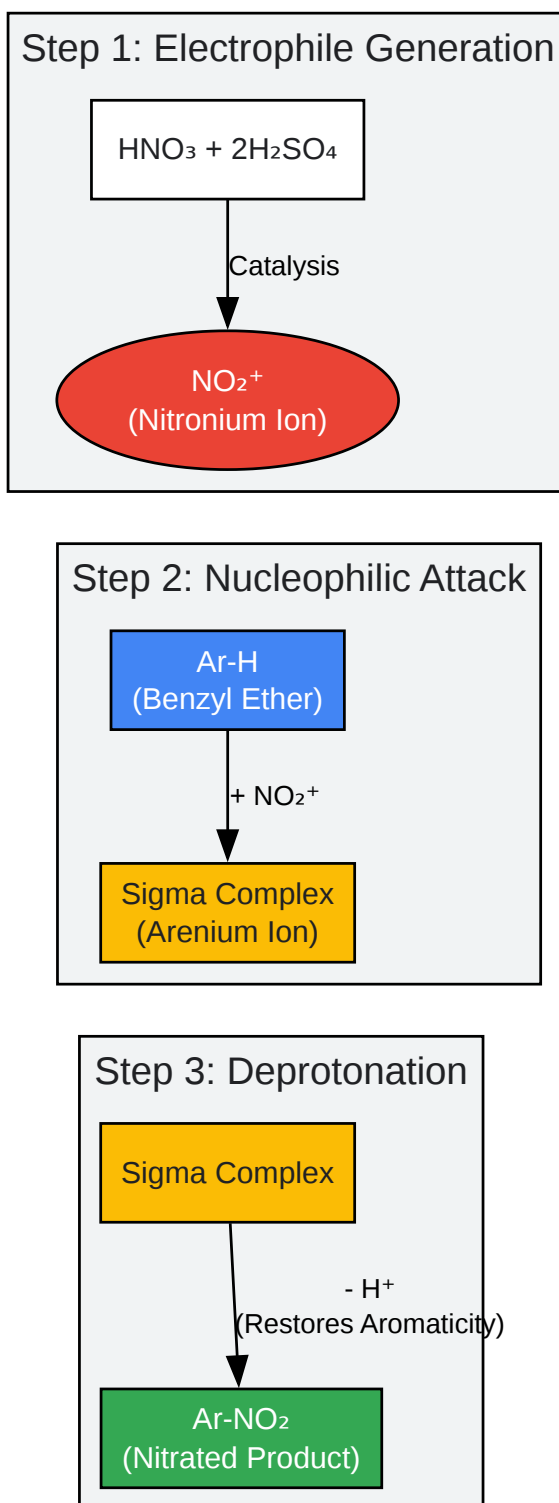 Step 1: Electrophile Generation
HNO₃ + 2H₂SO₄
Catalysis
NO₂⁺
(Nitronium Ion)
Step 2: Nucleophilic Attack
Ar-H
(Benzyl Ether)
+ NO₂⁺
Sigma Complex
(Arenium Ion)
Step 3: Deprotonation
Sigma Complex
- H⁺
(Restores Aromaticity)
Ar-NO₂
(Nitrated Product)